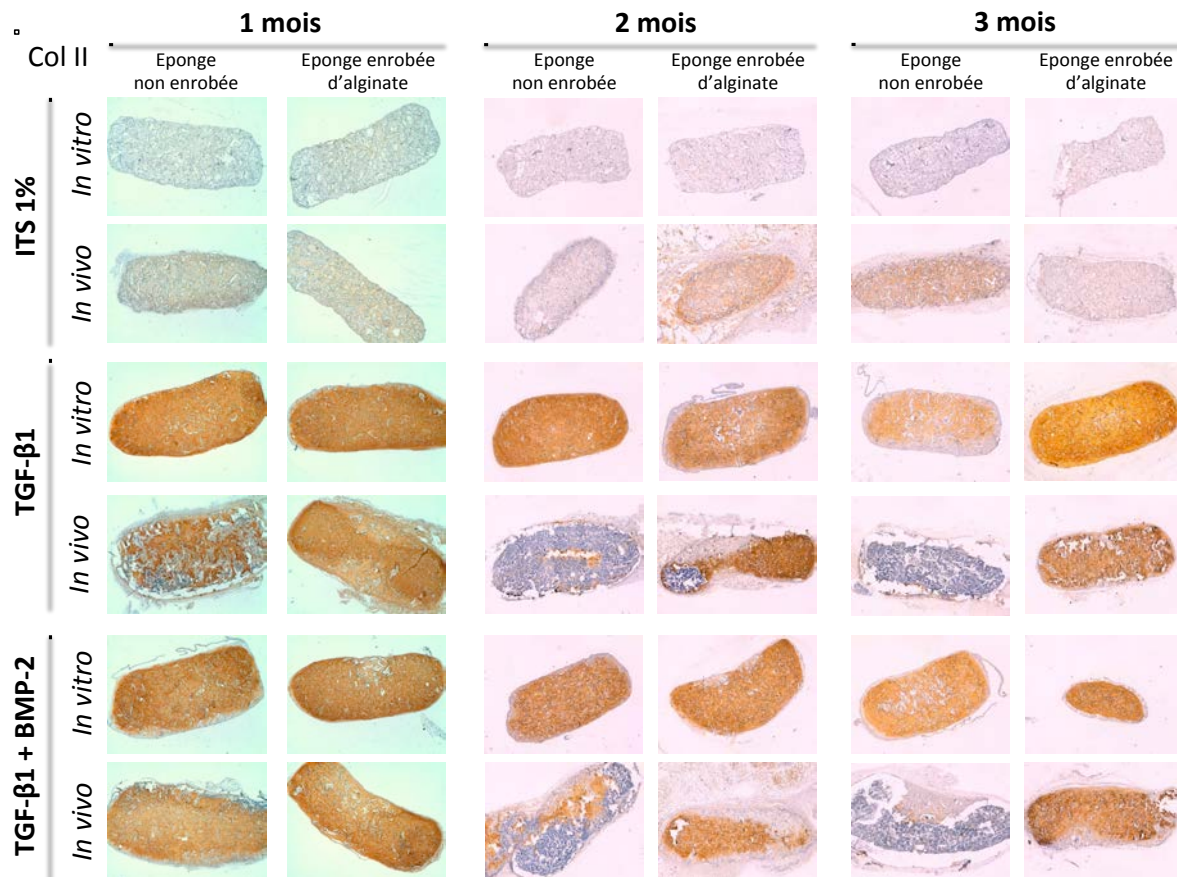 1 mois
2 mois
3 mois
Col II
Eponge
non enrobée
Eponge enrobée
d'alginate
Eponge
non enrobée
Eponge enrobée
d'alginate
Eponge
non enrobée
Eponge enrobée
d'alginate
ITS 1%
In vitro
In vivo
TGF-β1
In vitro
In vivo
TGF-β1 + BMP-2
In vitro
In vivo